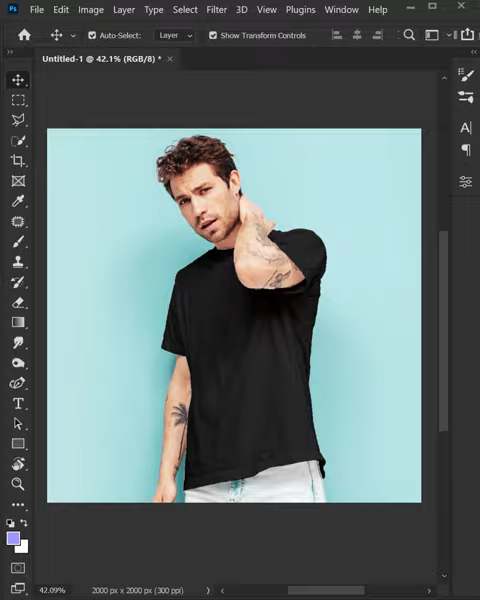 Ps File Edit Image Layer Type Select Filter 3D View Plugins Window Help
Auto-Select: Layer Show Transform Controls
Untitled-1 @ 42.1% (RGB/8) *
42.09% 2000 px x 2000 px (300 ppi)